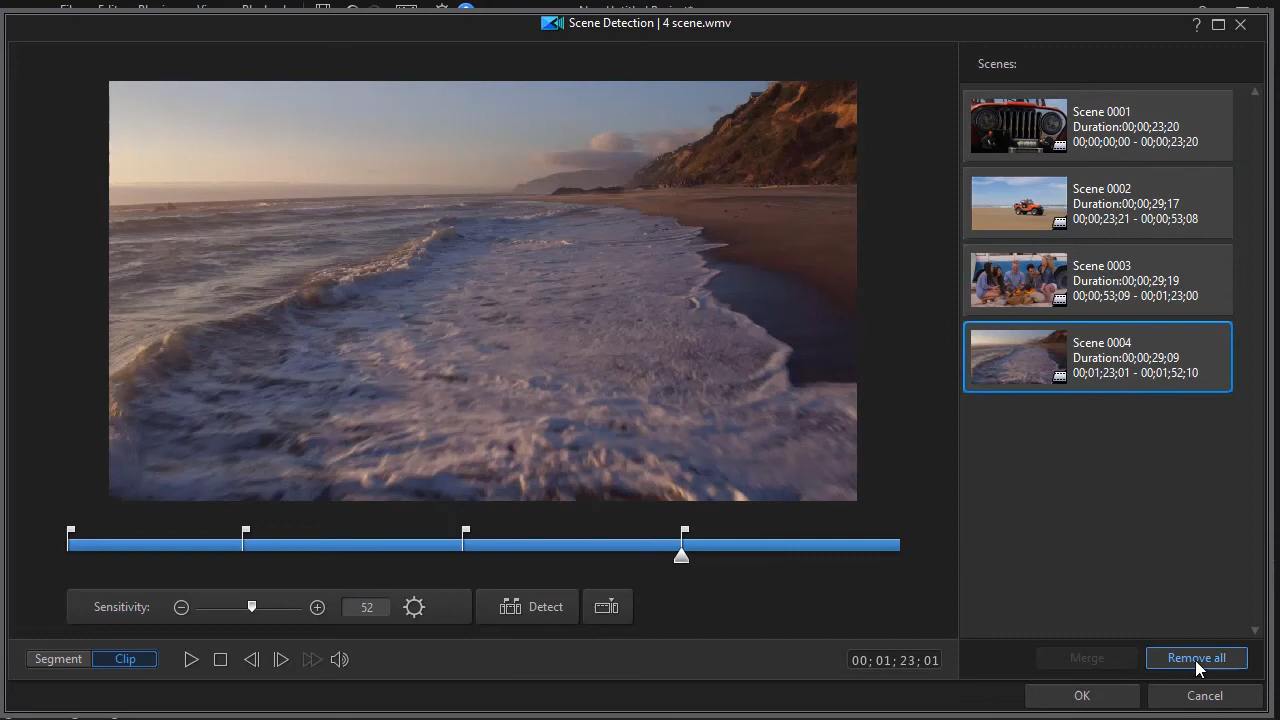 Scene Detection | 4 scene.wmv
?
Scenes:
Scene 0001
Duration:00;00;23;20
00;00;00;00 - 00;00;23;20
Scene 0002
Duration:00;00;29;17
00;00;23;21 - 00;00;53;08
Scene 0003
Duration:00;00;29;19
00;00;53;09 - 00;01;23;00
Scene 0004
Duration:00;00;29;09
00;01;23;01 - 00;01;52;10
Sensitivity:
52
Detect
Segment
Clip
00; 01; 23; 01
Merge
Remove all
OK
Cancel